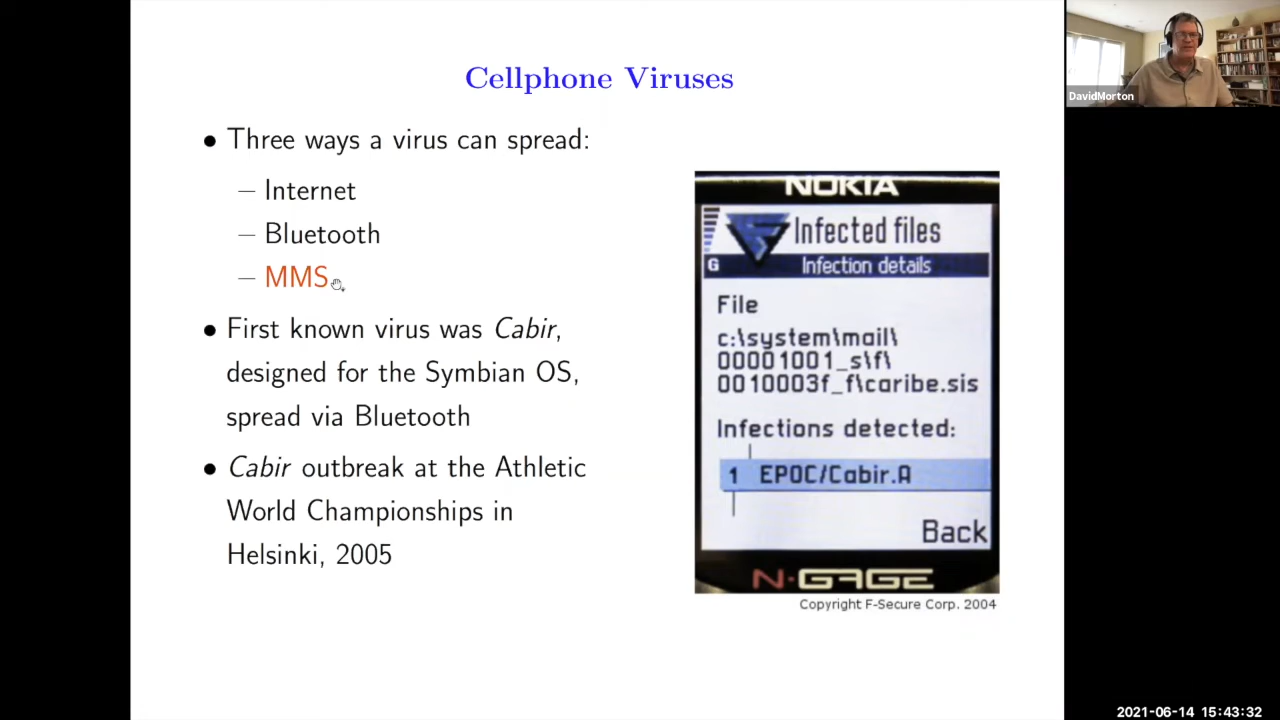 Cellphone Viruses
• Three ways a virus can spread:
– Internet
– Bluetooth
– MMS
• First known virus was Cabir,
designed for the Symbian OS,
spread via Bluetooth
• Cabir outbreak at the Athletic
World Championships in
Helsinki, 2005
NOKIA
Infected files
G Infection details
File
c:\system\mail\
00001001_s\f\
0010003f_f\caribe.sis
Infections detected:
1 EPOC/Cabir.A
Back
N·GAGE
Copyright F-Secure Corp. 2004
DavidMorton
2021-06-14 15:43:32